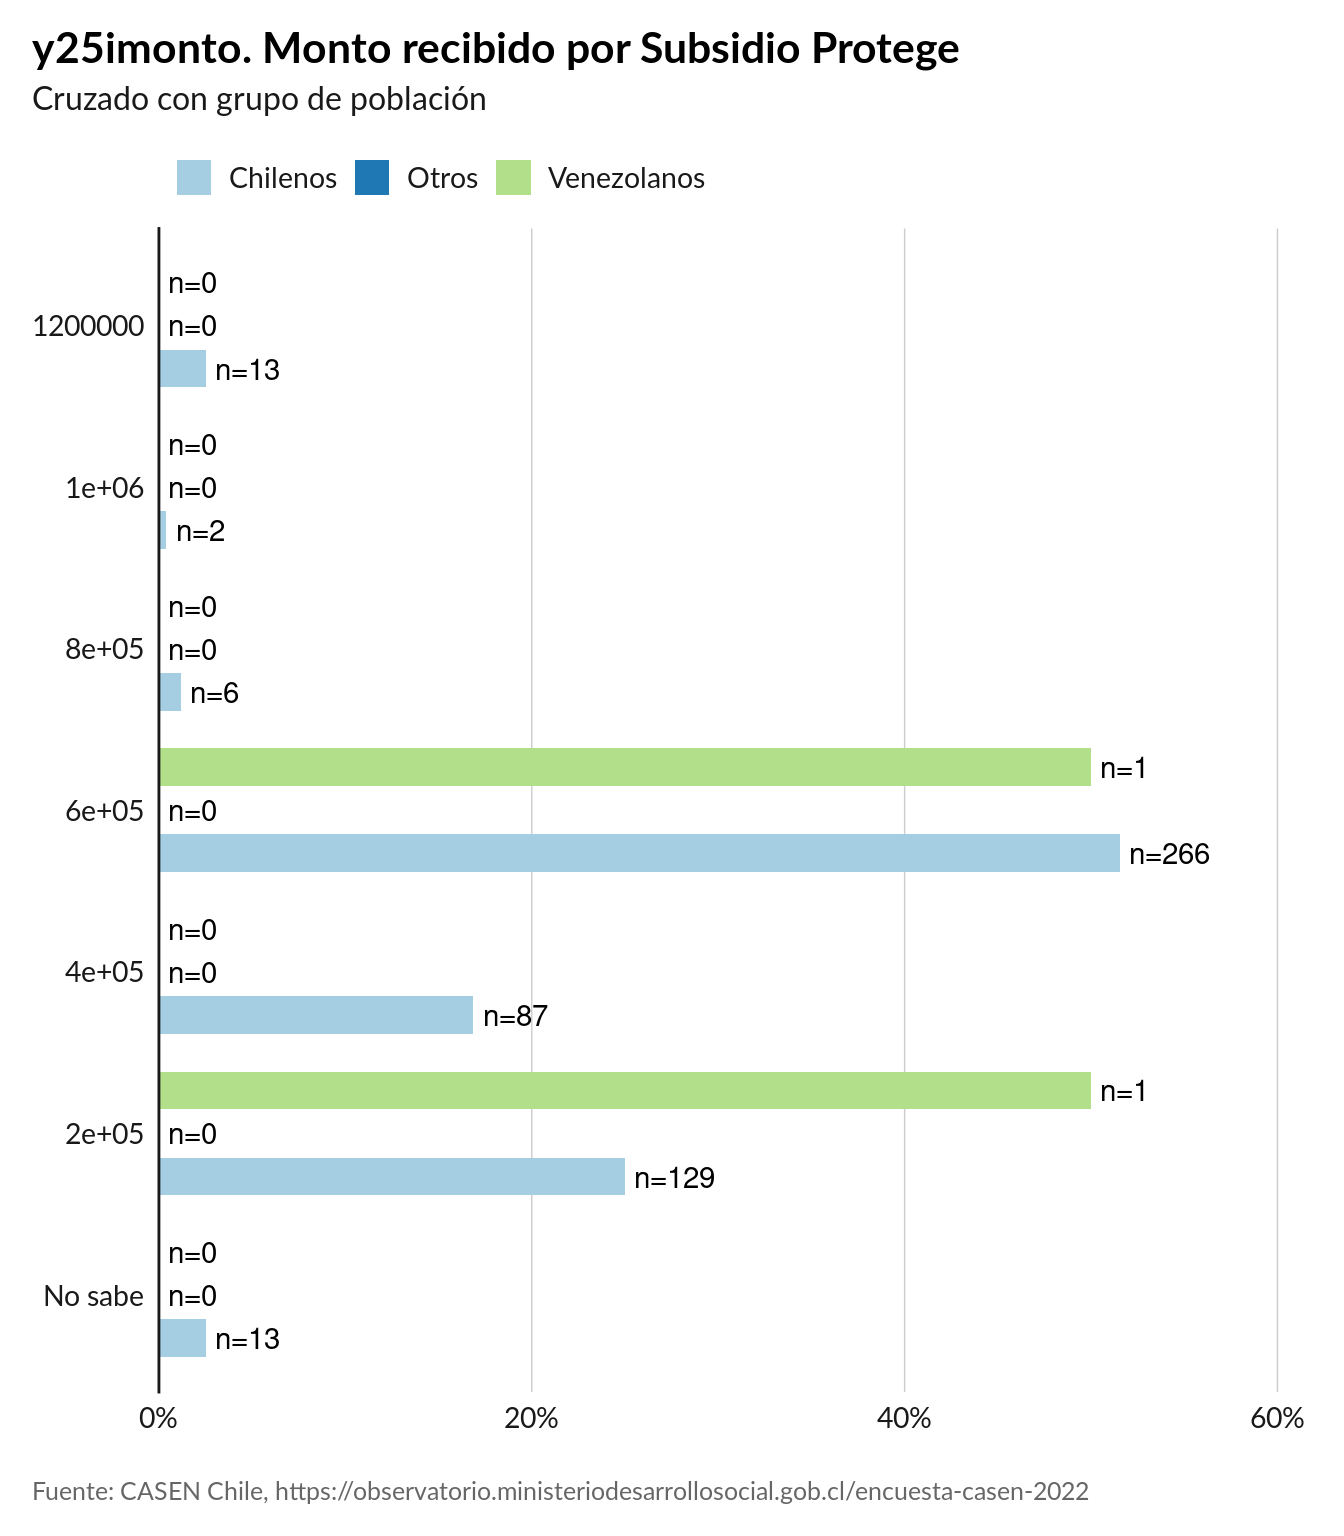 y25imonto. Monto recibido por Subsidio Protege
Cruzado con grupo de población
Chilenos Otros Venezolanos
n=0
1200000 n=0
n=13
n=0
1e+06 n=0
n=2
n=0
8e+05 n=0
n=6
n=1
6e+05 n=0
n=266
n=0
4e+05 n=0
n=87
n=1
2e+05 n=0
n=129
n=0
No sabe n=0
n=13
0% 20% 40% 60%
Fuente: CASEN Chile, https://observatorio.ministeriodesarrollosocial.gob.cl/encuesta-casen-2022